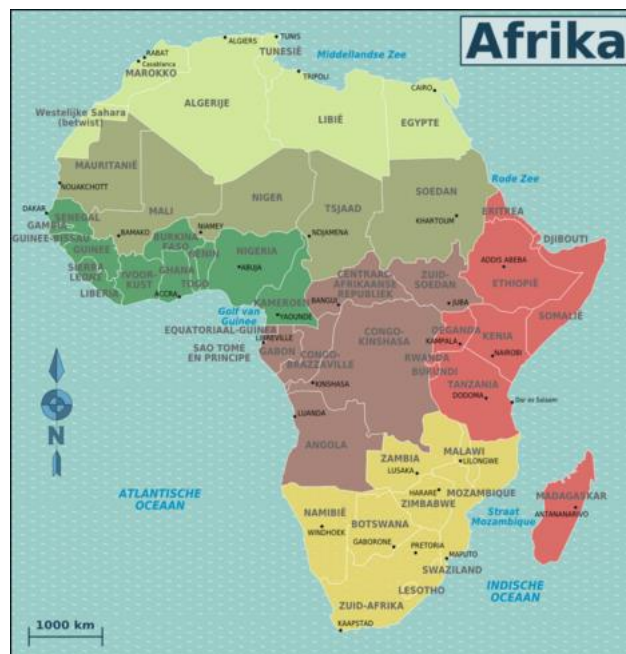 Afrika
ALGIERS
TUNIS
TUNESIË
Middellandse Zee
RABAT
Casablanca
MAROKKO
TRIPOLI
CAIRO
ALGERIJE
LIBIË
EGYPTE
Westelijke Sahara
(betwist)
MAURITANIË
NOUAKCHOTT
MALI
NIGER
TSJAAD
SOEDAN
Rode Zee
ERITREA
DAKAR
SENEGAL
GAMBIA
GUINEE-BISSAU
GUINEE
BAMAKO
BURKINA
FASO
NIAMEY
BENIN
NIGERIA
NDJAMENA
KHARTOUM
DJIBOUTI
SIERRA
LEONE
LIBERIA
IVOOR-
KUST
GHANA
TOGO
ACCRA
ABUJA
ADDIS ABEBA
ETHIOPIË
SOMALIË
CENTRAAL-
AFRIKAANSE
REPUBLIEK
ZUID-
SOEDAN
Golf van
Guinee
KAMEROEN
YAOUNDE
BANGUI
JUBA
EQUATORIAAL-GUINEA
LIBREVILLE
SAO TOMÉ
EN PRINCIPE
GABON
CONGO-
BRAZZAVILLE
CONGO-
KINSHASA
OEGANDA
KAMPALA
KENIA
NAIROBI
RWANDA
BURUNDI
KINSHASA
TANZANIA
DODOMA
Dar es Salaam
LUANDA
ANGOLA
ZAMBIA
LUSAKA
MALAWI
LILONGWE
HARARE
ZIMBABWE
MOZAMBIQUE
MADAGASKAR
ANTANANARIVO
Straat
Mozambique
N
ATLANTISCHE
OCEAAN
NAMIBIË
WINDHOEK
BOTSWANA
GABORONE
PRETORIA
MAPUTO
SWAZILAND
LESOTHO
INDISCHE
OCEAAN
ZUID-AFRIKA
KAAPSTAD
1000 km